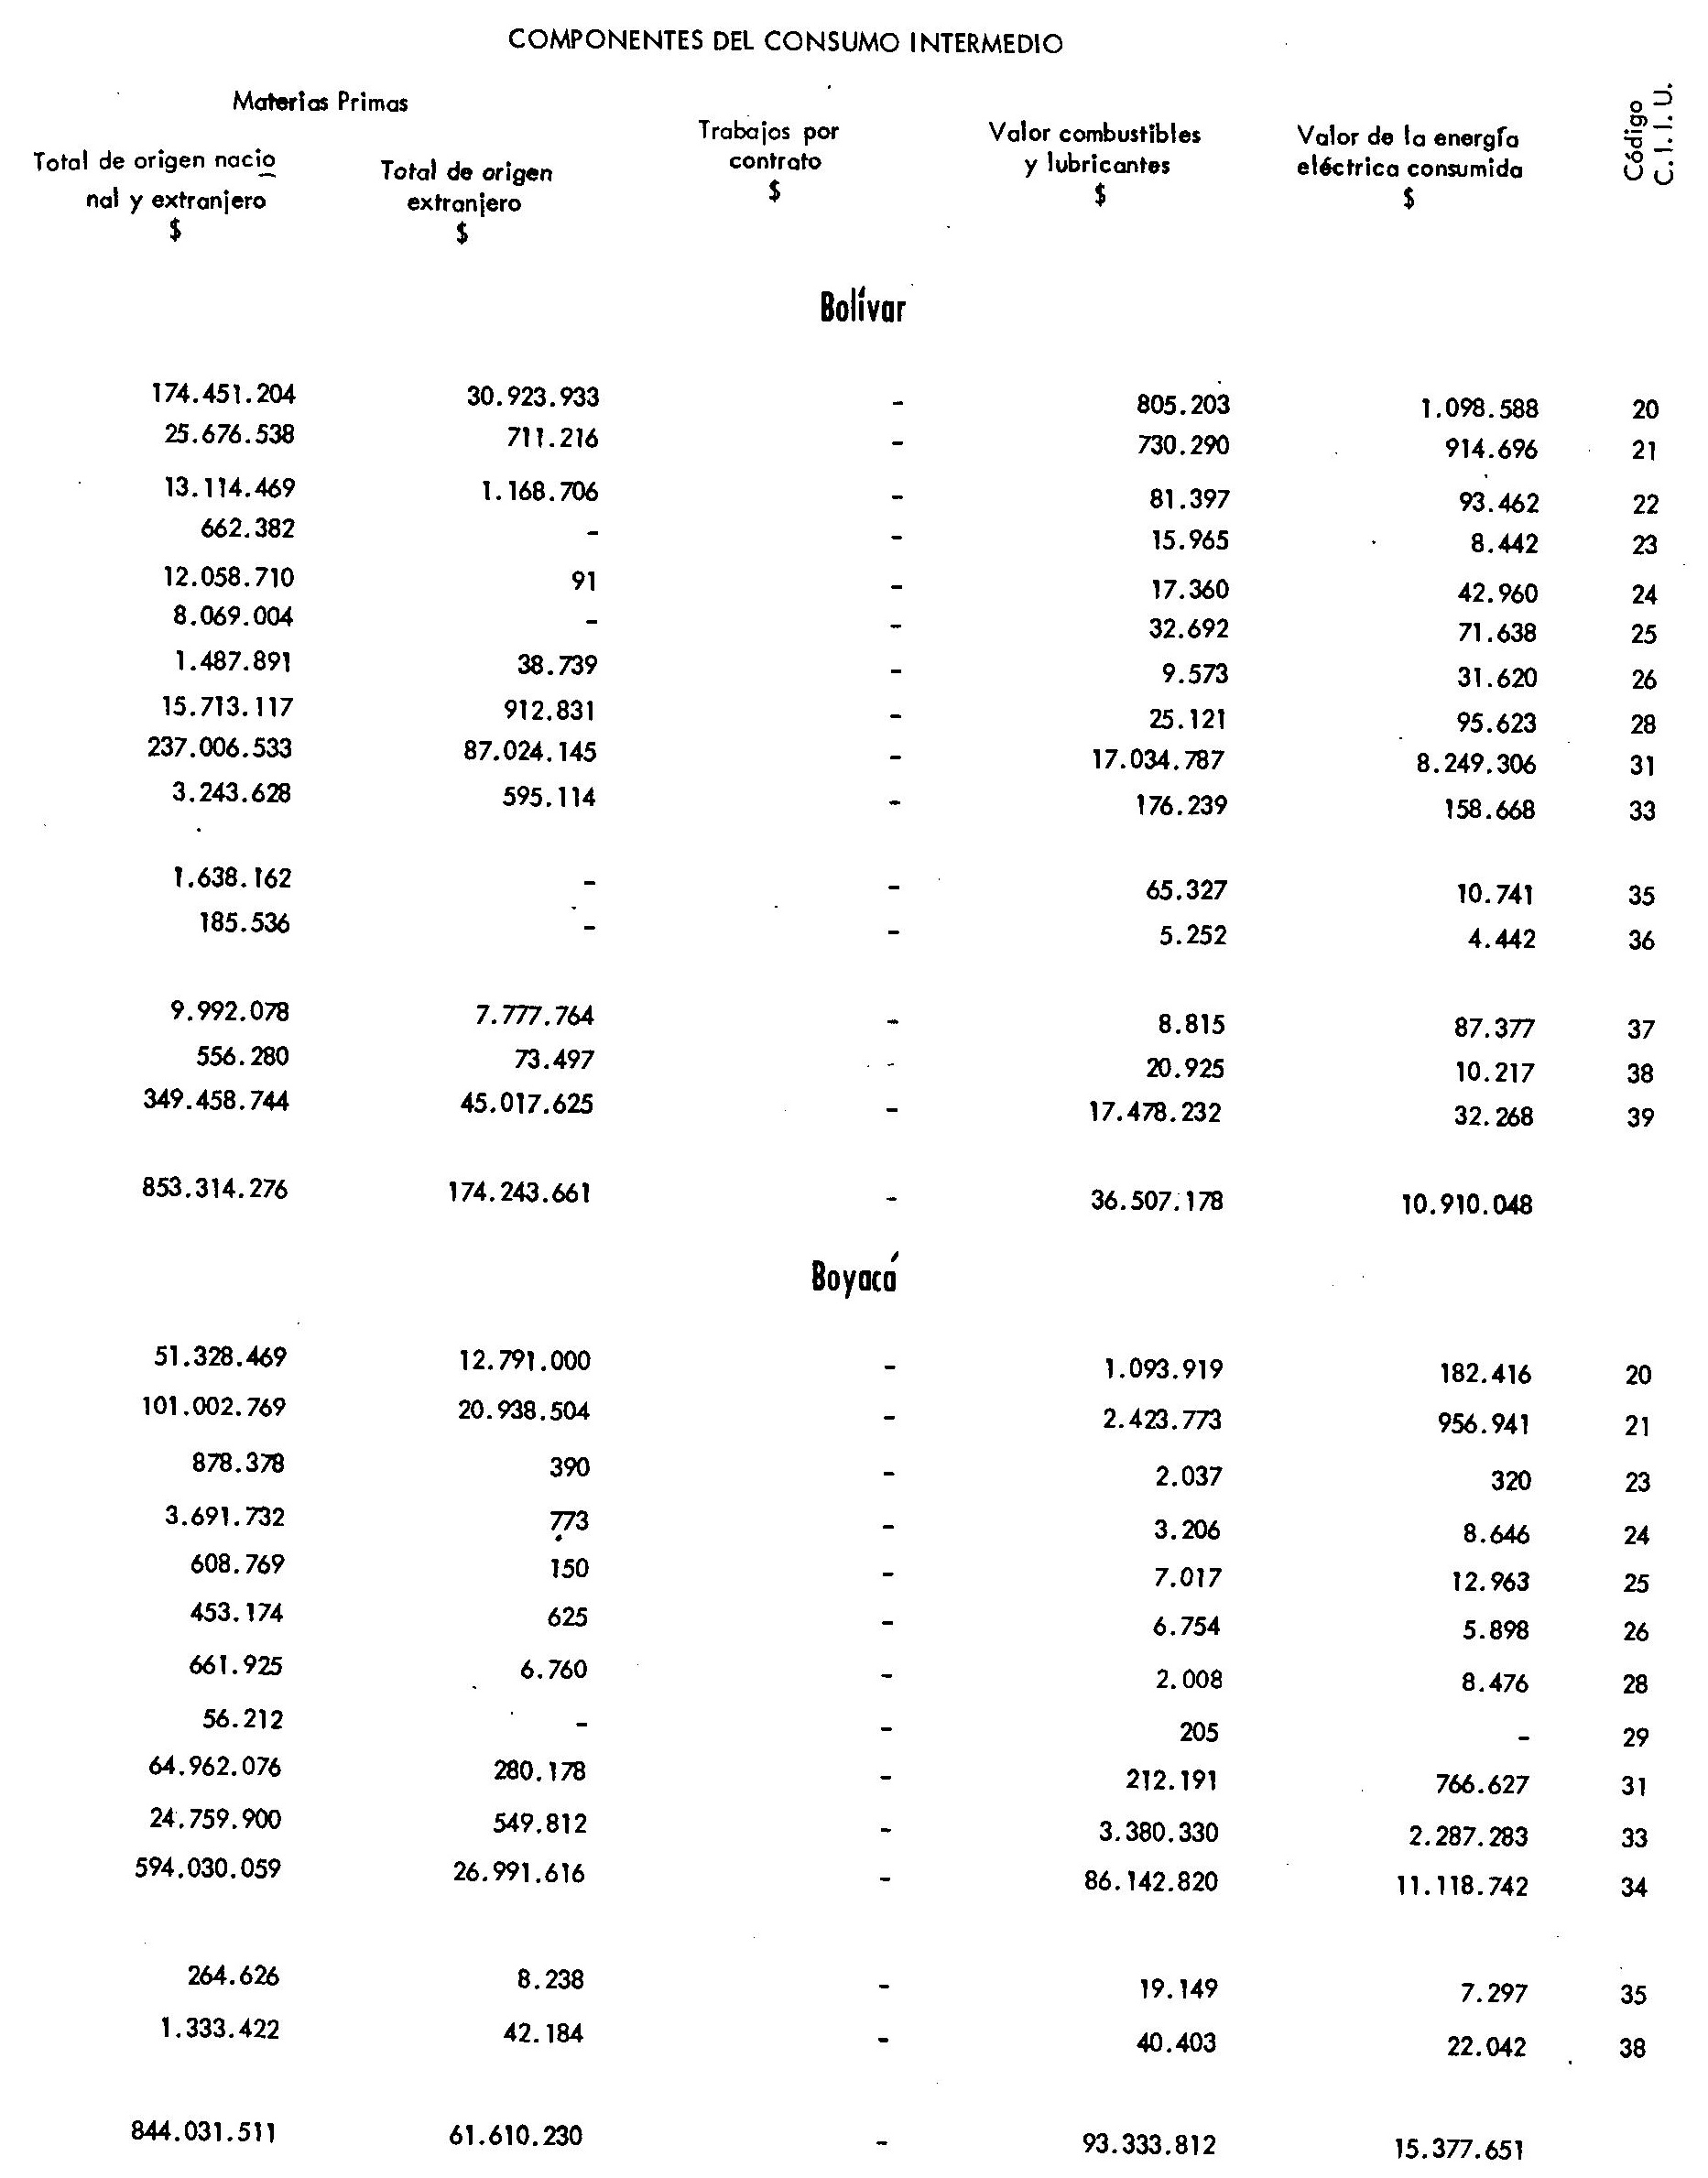 COMPONENTES DEL CONSUMO INTERMEDIO
Materias Primas
Total de origen nacio
nal y extranjero
$
Total de origen
extranjero
$
Trabajos por
contrato
$
Valor combustibles
y lubricantes
$
Valor de la energía
eléctrica consumida
$
Código
C.I.I.U.
Bolívar
174.451.204 30.923.933 - 805.203 1.098.588 20
25.676.538 711.216 - 730.290 914.696 21
13.114.469 1.168.706 - 81.397 93.462 22
662.382 - - 15.965 8.442 23
12.058.710 91 - 17.360 42.960 24
8.069.004 - - 32.692 71.638 25
1.487.891 38.739 - 9.573 31.620 26
15.713.117 912.831 - 25.121 95.623 28
237.006.533 87.024.145 - 17.034.787 8.249.306 31
3.243.628 595.114 - 176.239 158.668 33
1.638.162 - - 65.327 10.741 35
185.536 - - 5.252 4.442 36
9.992.078 7.777.764 - 8.815 87.377 37
556.280 73.497 - 20.925 10.217 38
349.458.744 45.017.625 - 17.478.232 32.268 39
853.314.276 174.243.661 - 36.507.178 10.910.048
Boyacá
51.328.469 12.791.000 - 1.093.919 182.416 20
101.002.769 20.938.504 - 2.423.773 956.941 21
878.378 390 - 2.037 320 23
3.691.732 773 - 3.206 8.646 24
608.769 150 - 7.017 12.963 25
453.174 625 - 6.754 5.898 26
661.925 6.760 - 2.008 8.476 28
56.212 - - 205 - 29
64.962.076 280.178 - 212.191 766.627 31
24.759.900 549.812 - 3.380.330 2.287.283 33
594.030.059 26.991.616 - 86.142.820 11.118.742 34
264.626 8.238 - 19.149 7.297 35
1.333.422 42.184 - 40.403 22.042 38
844.031.511 61.610.230 - 93.333.812 15.377.651